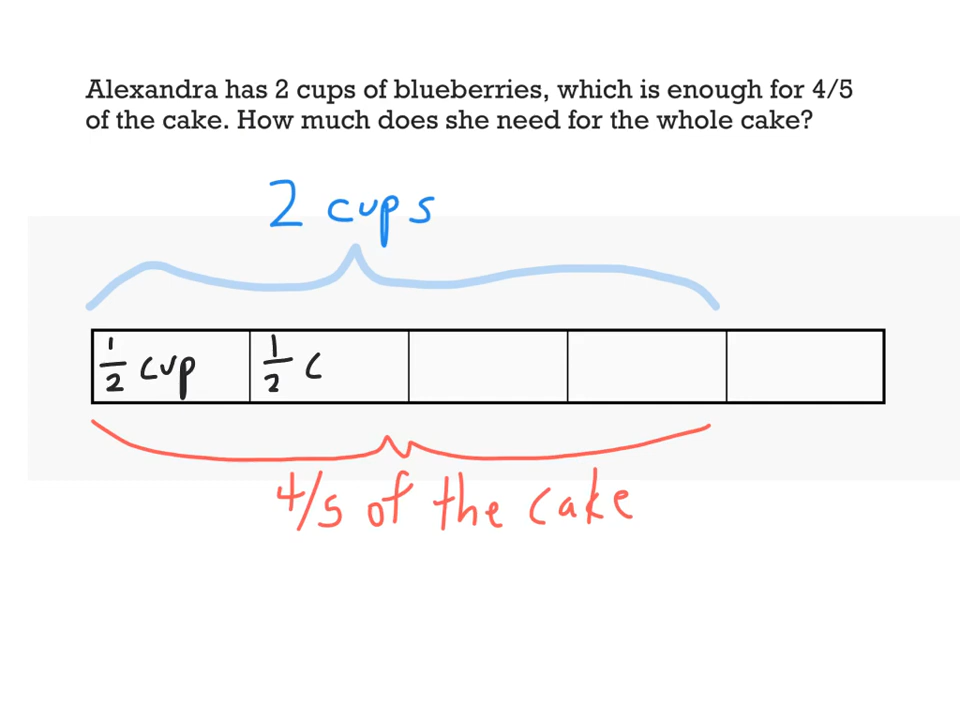 Alexandra has 2 cups of blueberries, which is enough for 4/5
of the cake. How much does she need for the whole cake?
2 cups
1/2 cup 1/2 c
4/5 of the cake